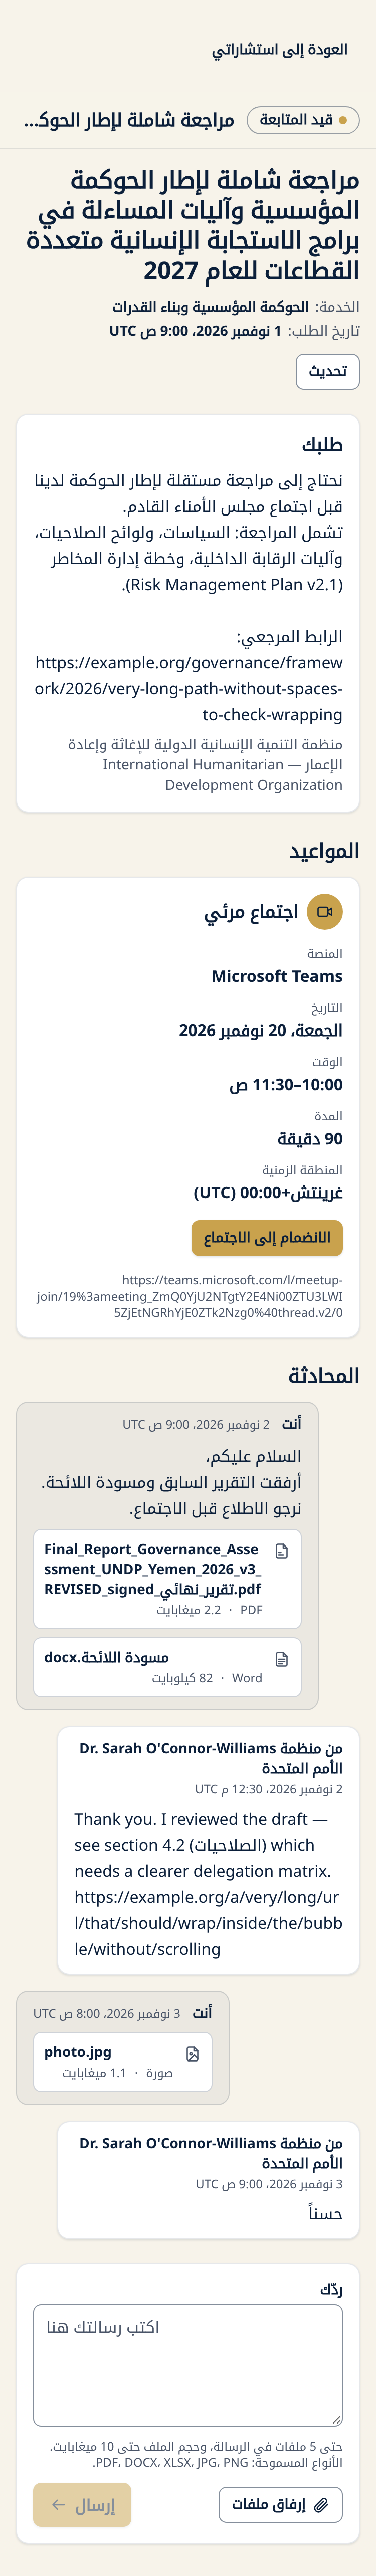 العودة إلى استشاراتي
قيد المتابعة
مراجعة شاملة لإطار الحوكـ...
مراجعة شاملة لإطار الحوكمة
المؤسسية وآليات المساءلة في
برامج الاستجابة الإنسانية متعددة
القطاعات للعام 2027
الخدمة: الحوكمة المؤسسية وبناء القدرات
تاريخ الطلب: 1 نوفمبر 2026، 9:00 ص UTC
تحديث
طلبك
نحتاج إلى مراجعة مستقلة لإطار الحوكمة لدينا
قبل اجتماع مجلس الأمناء القادم.
تشمل المراجعة: السياسات، ولوائح الصلاحيات،
وآليات الرقابة الداخلية، وخطة إدارة المخاطر
(Risk Management Plan v2.1).
الرابط المرجعي:
https://example.org/governance/framew
ork/2026/very-long-path-without-spaces-
to-check-wrapping
منظمة التنمية الإنسانية الدولية للإغاثة وإعادة
الإعمار — International Humanitarian
Development Organization
المواعيد
اجتماع مرئي
المنصة
Microsoft Teams
التاريخ
الجمعة، 20 نوفمبر 2026
الوقت
10:00–11:30 ص
المدة
90 دقيقة
المنطقة الزمنية
غرينتش+00:00 (UTC)
الانضمام إلى الاجتماع
https://teams.microsoft.com/l/meetup-
join/19%3ameeting_ZmQ0YjU2NTgtY2E4Ni00ZTU3LWI
5ZjEtNGRhYjE0ZTk2Nzg0%40thread.v2/0
المحادثة
أنت 2 نوفمبر 2026، 9:00 ص UTC
السلام عليكم،
أرفقت التقرير السابق ومسودة اللائحة.
نرجو الاطلاع قبل الاجتماع.
Final_Report_Governance_Asse
ssment_UNDP_Yemen_2026_v3_
REVISED_signed_تقرير_نهائي.pdf
PDF · 2.2 ميغابايت
مسودة اللائحة.docx
Word · 82 كيلوبايت
Dr. Sarah O'Connor-Williams من منظمة
الأمم المتحدة
2 نوفمبر 2026، 12:30 م UTC
Thank you. I reviewed the draft —
see section 4.2 (الصلاحيات) which
needs a clearer delegation matrix.
https://example.org/a/very/long/ur
l/that/should/wrap/inside/the/bubb
le/without/scrolling
أنت 3 نوفمبر 2026، 8:00 ص UTC
photo.jpg
صورة · 1.1 ميغابايت
Dr. Sarah O'Connor-Williams من منظمة
الأمم المتحدة
3 نوفمبر 2026، 9:00 ص UTC
حسناً
ردّك
اكتب رسالتك هنا
حتى 5 ملفات في الرسالة، وحجم الملف حتى 10 ميغابايت.
الأنواع المسموحة: PDF، DOCX، XLSX، JPG، PNG.
إرفاق ملفات
إرسال